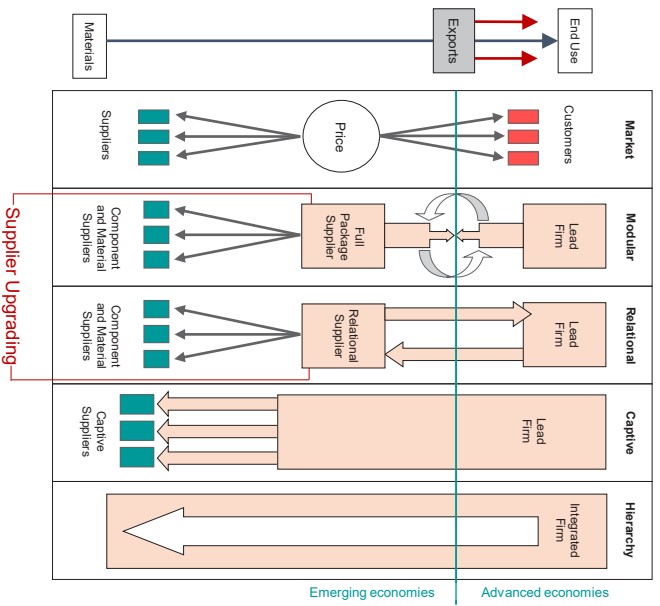 End Use
Exports
Materials
Market
Customers
Price
Suppliers
Modular
Lead
Firm
Full
Package
Supplier
Component
and Material
Suppliers
Relational
Lead
Firm
Relational
Supplier
Component
and Material
Suppliers
Captive
Lead
Firm
Captive
Suppliers
Hierarchy
Integrated
Firm
Supplier Upgrading
Emerging economies
Advanced economies